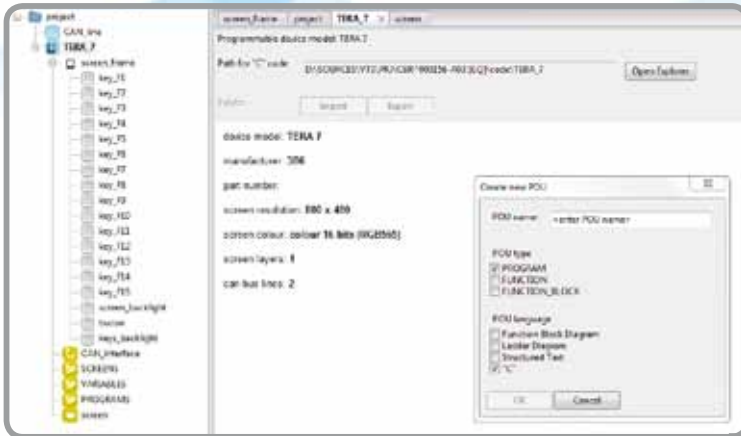 project
CAN_line
TERA_7
screen_frame
key_f1
key_f2
key_f3
key_f4
key_f5
key_f6
key_f7
key_f8
key_f9
key_f10
key_f11
key_f12
key_f13
key_f14
key_f15
screen_backlight
buzzer
keys_backlight
CAN_interface
SCREENS
VARIABLES
PROGRAMS
screen
screen_frame project TERA_7 × screen
Programmable device model: TERA 7
Path for "C" code
Open Explorer
Import Export
device model: TERA 7
manufacturer:
part number:
screen resolution: 800 x 480
screen colour: colour 16 bits (RGB565)
screen layers: 1
can bus lines: 2
Create new POU
POU name <enter POU name>
POU type
PROGRAM
FUNCTION
FUNCTION_BLOCK
POU language
Function Block Diagram
Ladder Diagram
Structured Text
"C"
OK Cancel